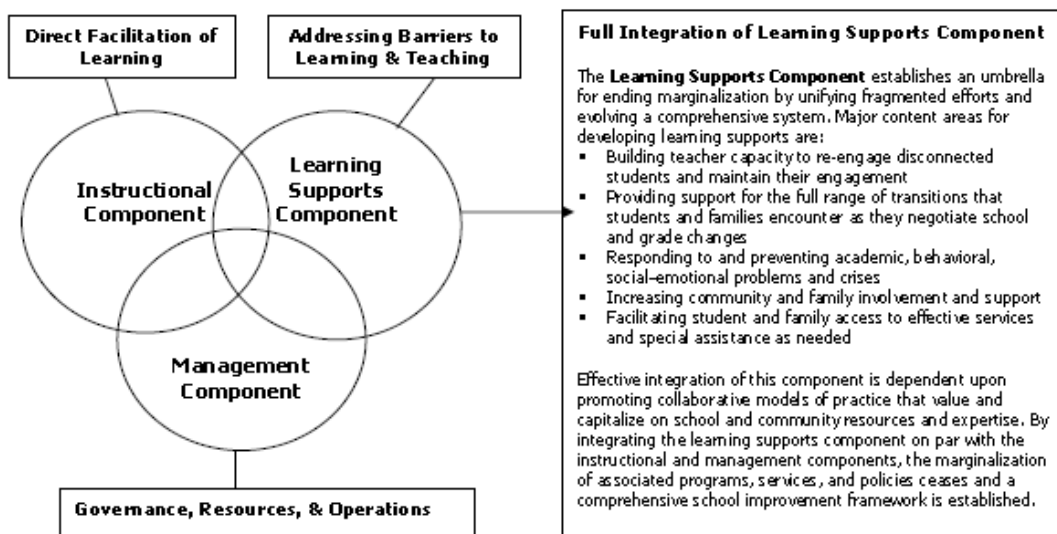 Direct Facilitation of
Learning
Addressing Barriers to
Learning & Teaching
Instructional
Component
Learning
Supports
Component
Management
Component
Governance, Resources, & Operations
Full Integration of Learning Supports Component
The Learning Supports Component establishes an umbrella
for ending marginalization by unifying fragmented efforts and
evolving a comprehensive system. Major content areas for
developing learning supports are:
▪ Building teacher capacity to re-engage disconnected
students and maintain their engagement
▪ Providing support for the full range of transitions that
students and families encounter as they negotiate school
and grade changes
▪ Responding to and preventing academic, behavioral,
social-emotional problems and crises
▪ Increasing community and family involvement and support
▪ Facilitating student and family access to effective services
and special assistance as needed
Effective integration of this component is dependent upon
promoting collaborative models of practice that value and
capitalize on school and community resources and expertise. By
integrating the learning supports component on par with the
instructional and management components, the marginalization
of associated programs, services, and policies ceases and a
comprehensive school improvement framework is established.